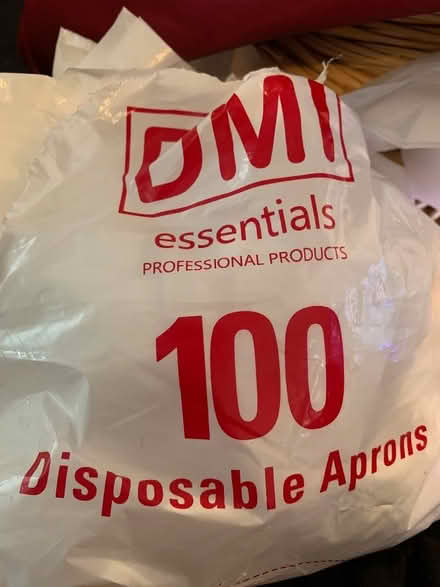 DMI
essentials
PROFESSIONAL PRODUCTS
100
Disposable Aprons